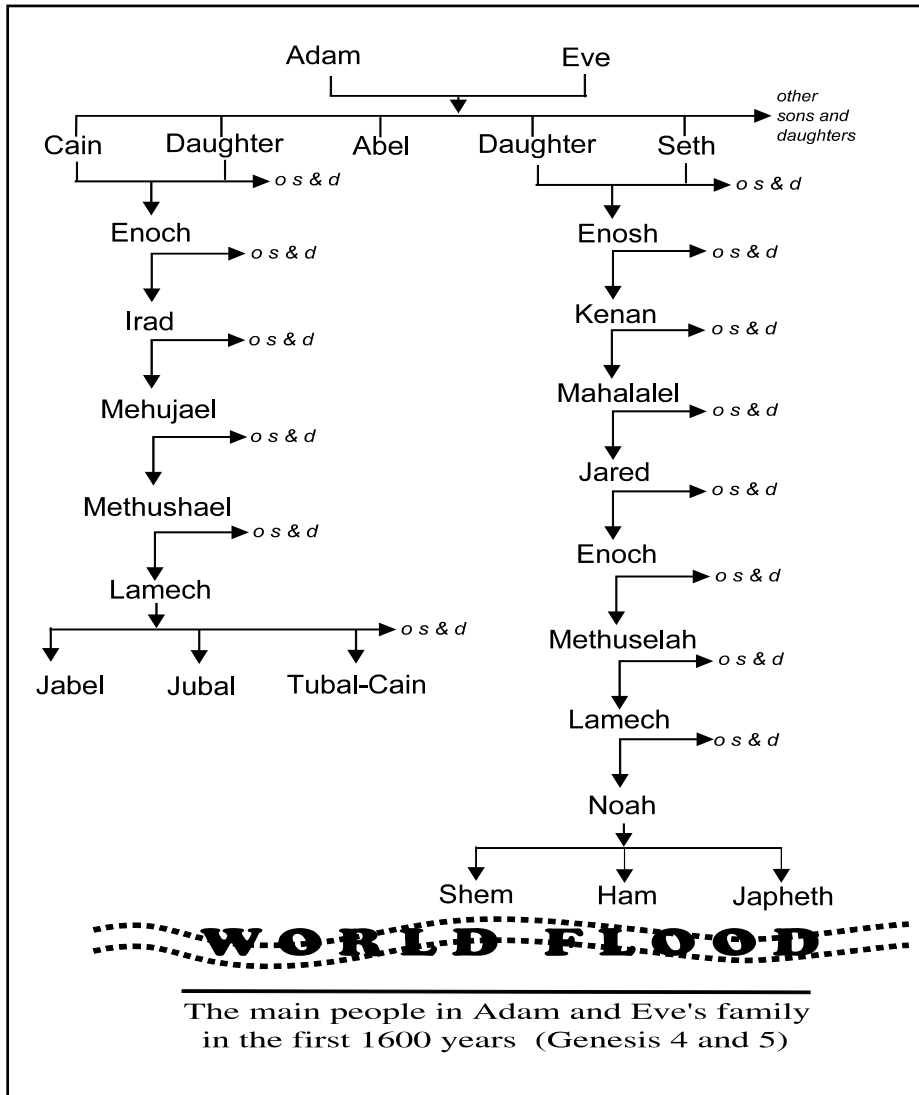 Adam Eve
other
sons and
daughters
Cain Daughter Abel Daughter Seth
o s & d o s & d
Enoch Enosh
o s & d o s & d
Irad Kenan
o s & d o s & d
Mehujael Mahalalel
o s & d o s & d
Methushael Jared
o s & d o s & d
Lamech Enoch
o s & d
o s & d
Jabel Jubal Tubal-Cain Methuselah
o s & d
Lamech
o s & d
Noah
Shem Ham Japheth
WORLD FLOOD
The main people in Adam and Eve's family
in the first 1600 years (Genesis 4 and 5)